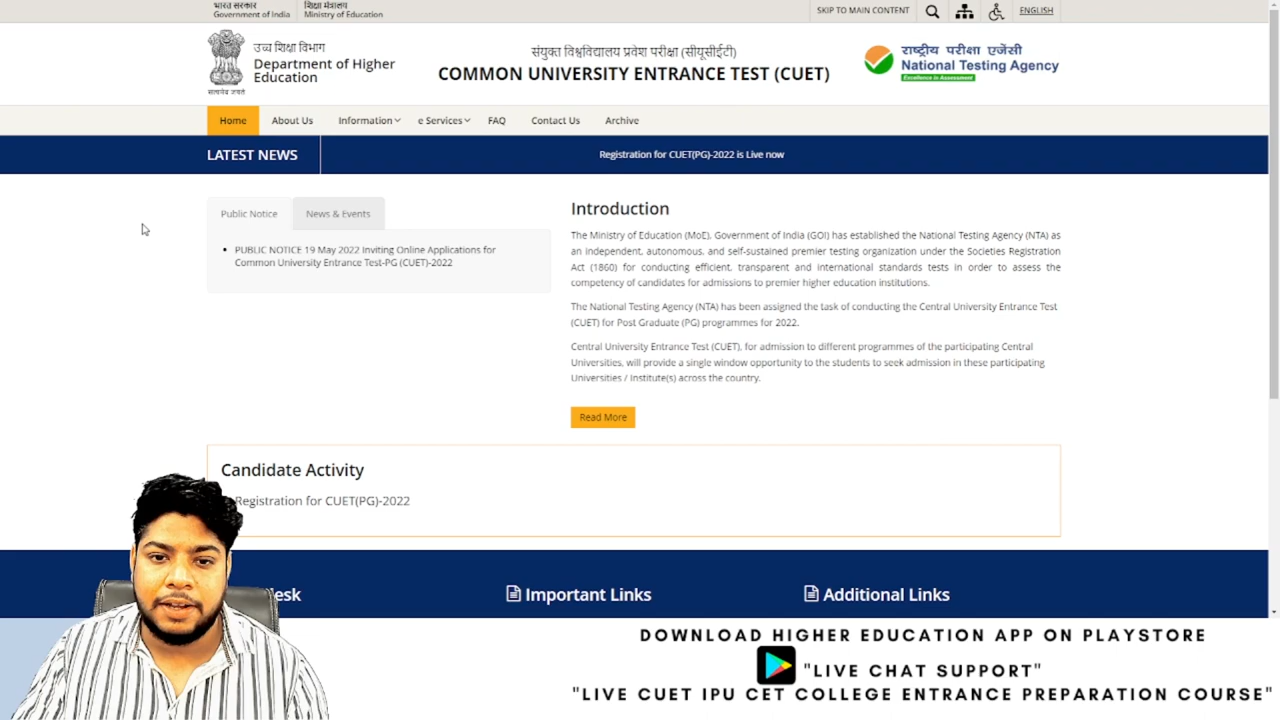 भारत सरकार
Government of India
शिक्षा मंत्रालय
Ministry of Education
SKIP TO MAIN CONTENT
ENGLISH
सत्यमेव जयते
उच्च शिक्षा विभाग
Department of Higher
Education
संयुक्त विश्वविद्यालय प्रवेश परीक्षा (सीयूसीईटी)
COMMON UNIVERSITY ENTRANCE TEST (CUET)
राष्ट्रीय परीक्षा एजेंसी
National Testing Agency
Excellence in Assessment
Home
About Us
Information
e Services
FAQ
Contact Us
Archive
LATEST NEWS
Registration for CUET(PG)-2022 is Live now
Public Notice
News & Events
PUBLIC NOTICE 19 May 2022 Inviting Online Applications for
Common University Entrance Test-PG (CUET)-2022
Introduction
The Ministry of Education (MoE), Government of India (GOI) has established the National Testing Agency (NTA) as
an independent, autonomous, and self-sustained premier testing organization under the Societies Registration
Act (1860) for conducting efficient, transparent and international standards tests in order to assess the
competency of candidates for admissions to premier higher education institutions.
The National Testing Agency (NTA) has been assigned the task of conducting the Central University Entrance Test
(CUET) for Post Graduate (PG) programmes for 2022.
Central University Entrance Test (CUET), for admission to different programmes of the participating Central
Universities, will provide a single window opportunity to the students to seek admission in these participating
Universities / Institute(s) across the country.
Read More
Candidate Activity
Registration for CUET(PG)-2022
esk
Important Links
Additional Links
DOWNLOAD HIGHER EDUCATION APP ON PLAYSTORE
"LIVE CHAT SUPPORT"
"LIVE CUET IPU CET COLLEGE ENTRANCE PREPARATION COURSE"